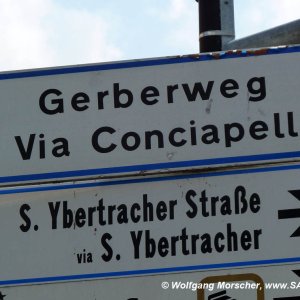 Gerberweg
Via Conciapell
S. Ybertracher Straße
via S. Ybertracher
© Wolfgang Morscher, www.SA